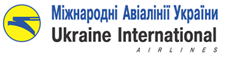 Міжнародні Авіалінії України
Ukraine International
AIRLINES